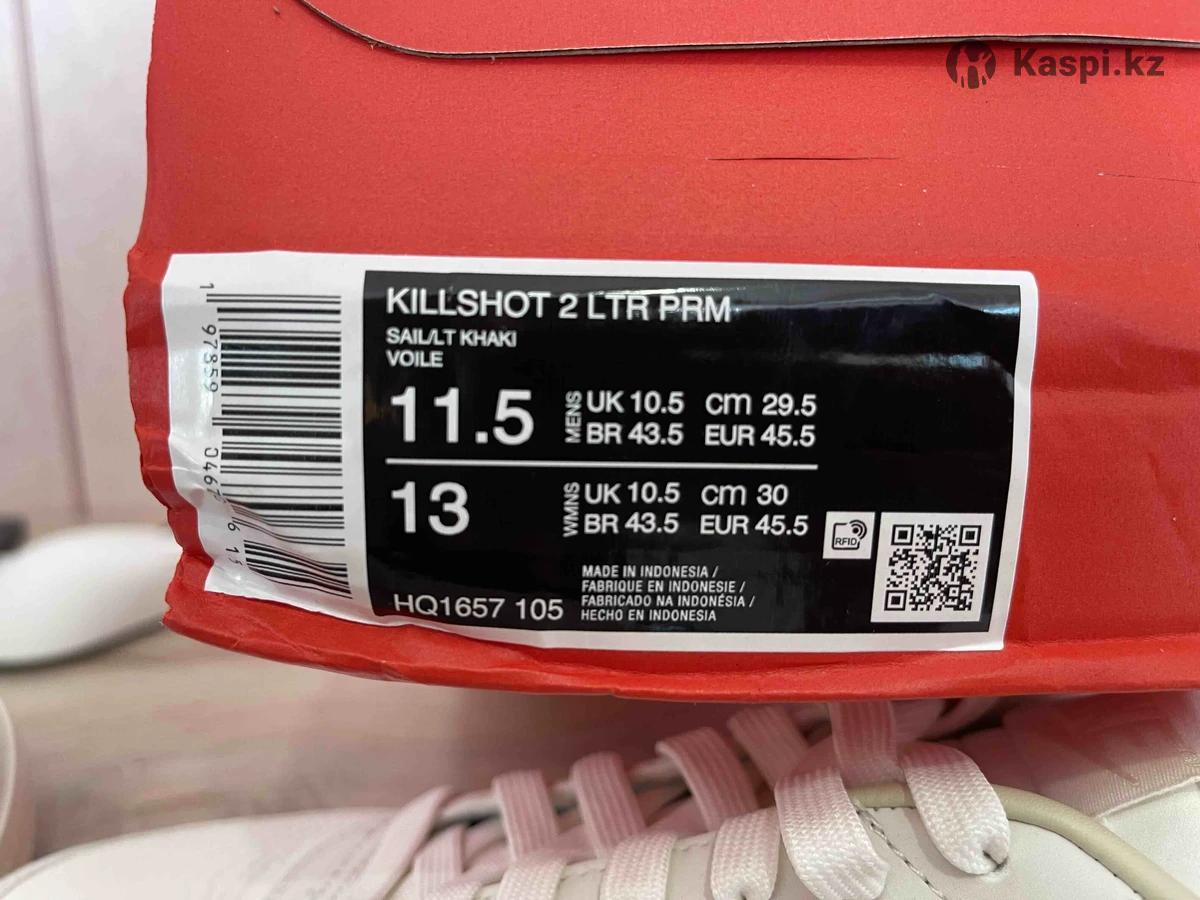 Kaspi.kz
KILLSHOT 2 LTR PRM
SAIL/LT KHAKI
VOILE
11.5
MENS
UK 10.5 CM 29.5
BR 43.5 EUR 45.5
13
WMNS
UK 10.5 CM 30
BR 43.5 EUR 45.5
RFID
HQ1657 105
MADE IN INDONESIA /
FABRIQUE EN INDONESIE /
FABRICADO NA INDONÉSIA /
HECHO EN INDONESIA
1 97859